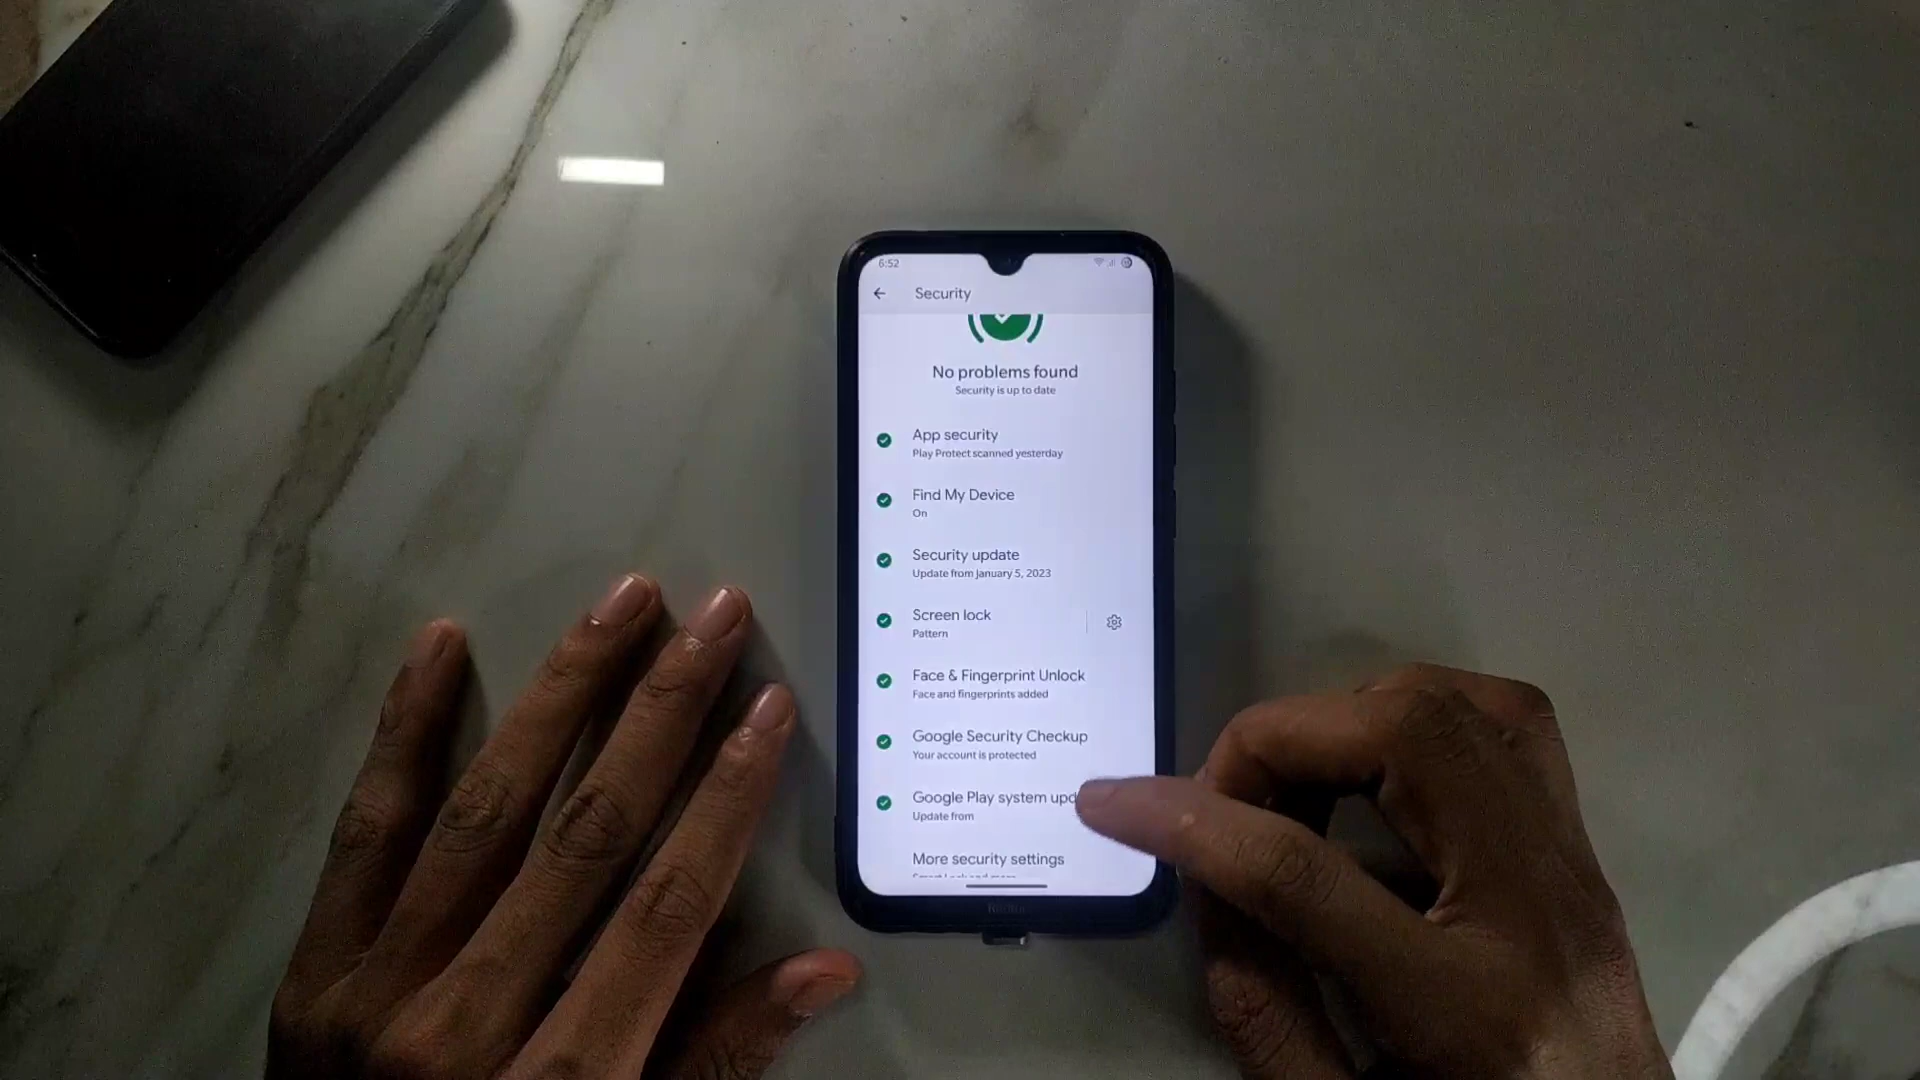 6:52
Security
No problems found
Security is up to date
App security
Play Protect scanned yesterday
Find My Device
On
Security update
Update from January 5, 2023
Screen lock
Pattern
Face & Fingerprint Unlock
Face and fingerprints added
Google Security Checkup
Your account is protected
Google Play system upd
Update from
More security settings